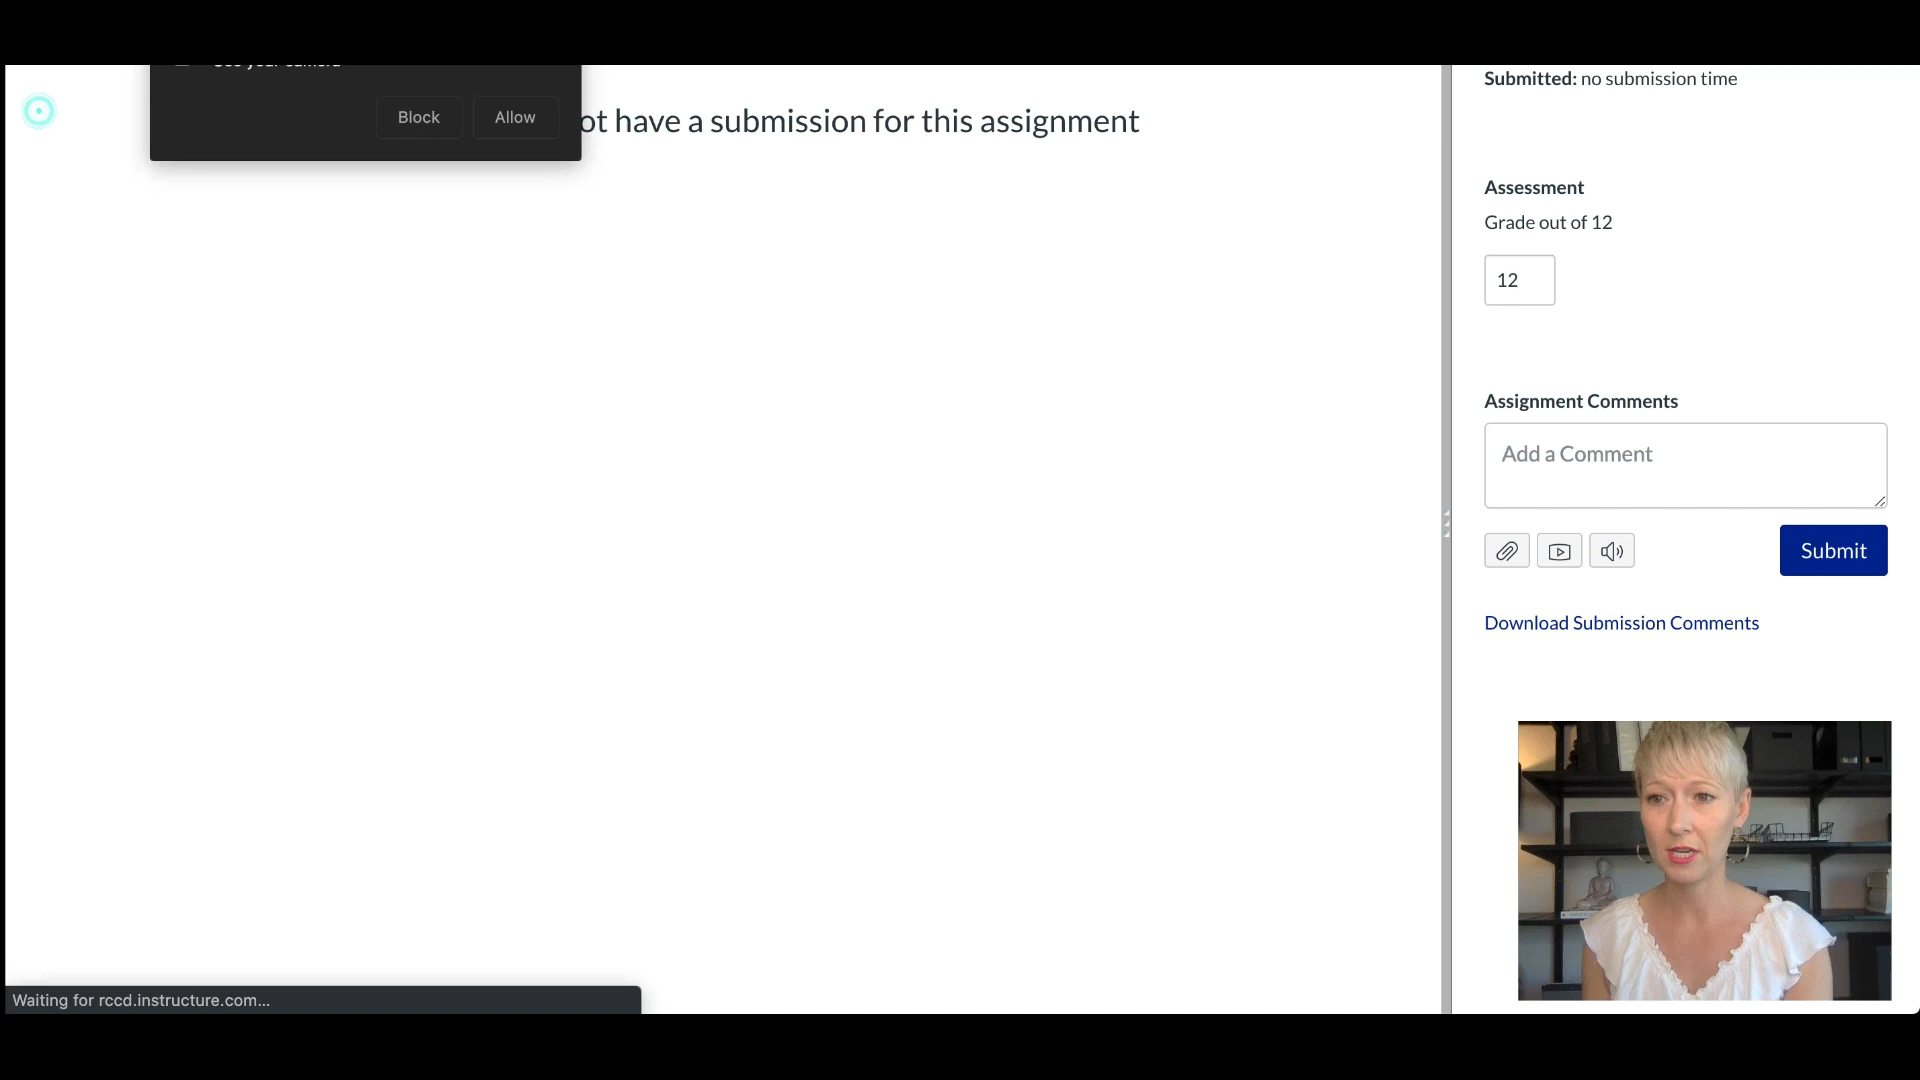 See your camera
Block
Allow
ot have a submission for this assignment
Submitted: no submission time
Assessment
Grade out of 12
12
Assignment Comments
Add a Comment
Submit
Download Submission Comments
Waiting for rccd.instructure.com...